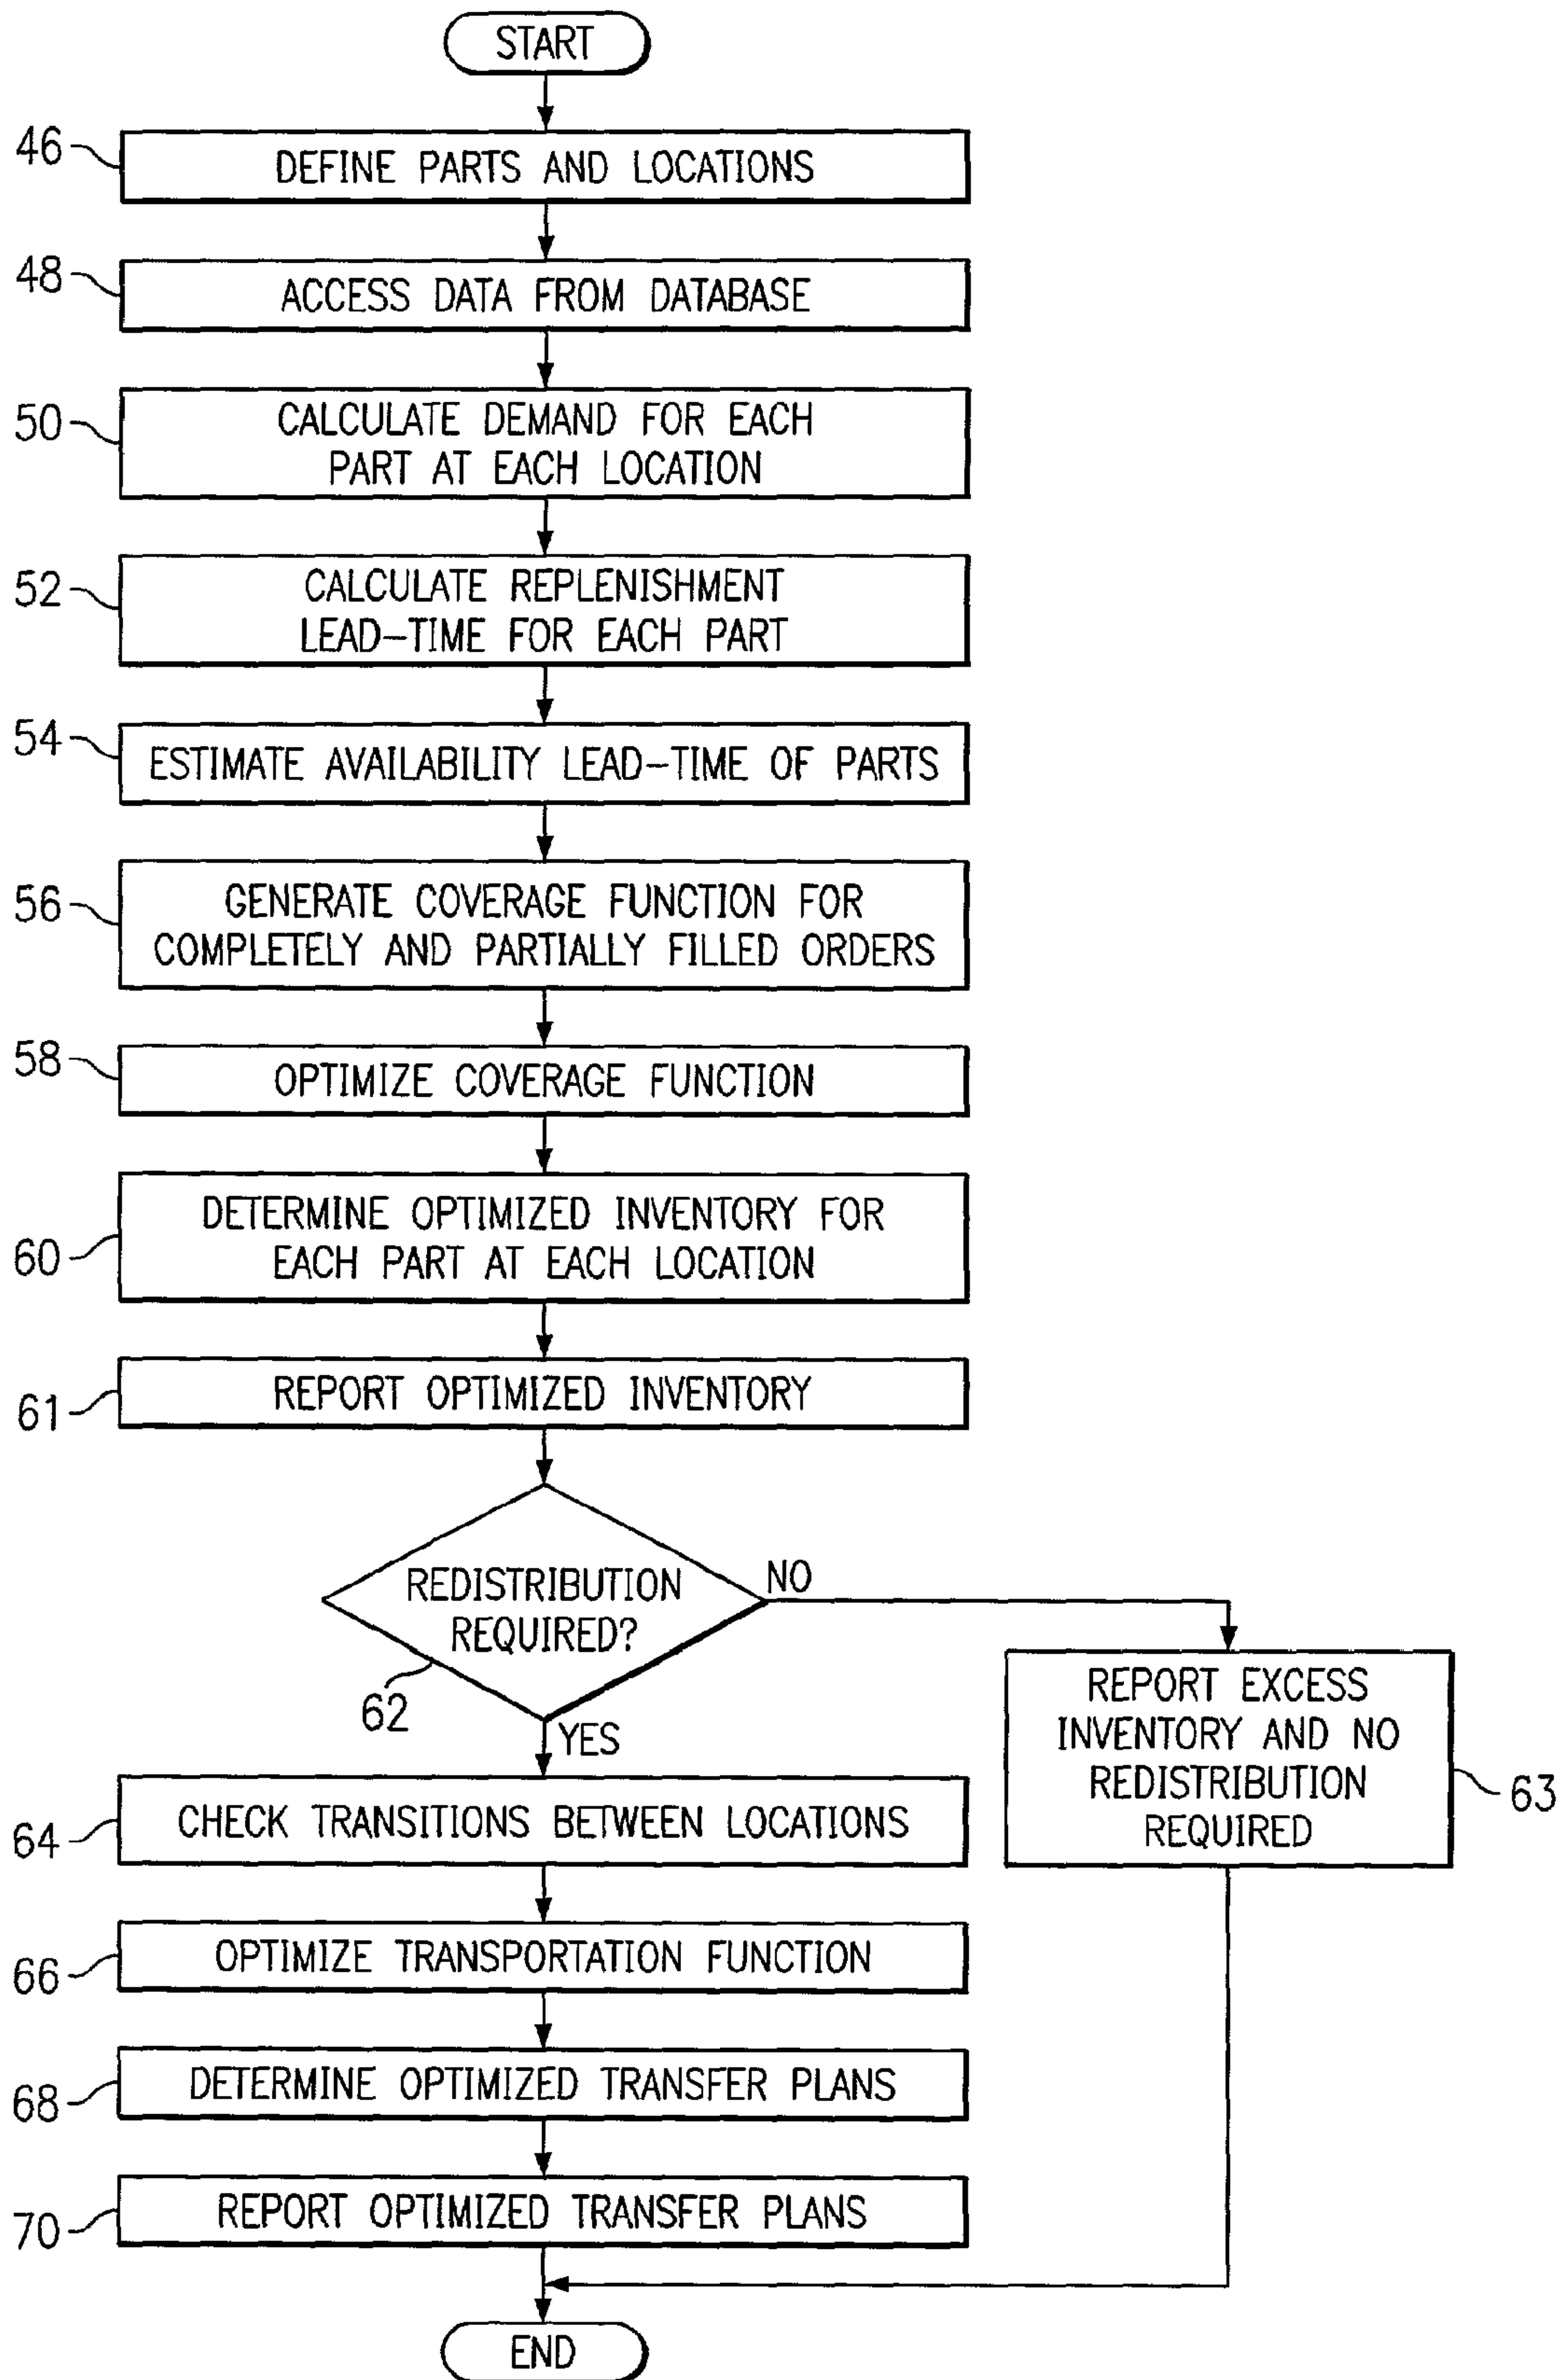 START
46
DEFINE PARTS AND LOCATIONS
48
ACCESS DATA FROM DATABASE
50
CALCULATE DEMAND FOR EACH
PART AT EACH LOCATION
52
CALCULATE REPLENISHMENT
LEAD-TIME FOR EACH PART
54
ESTIMATE AVAILABILITY LEAD-TIME OF PARTS
56
GENERATE COVERAGE FUNCTION FOR
COMPLETELY AND PARTIALLY FILLED ORDERS
58
OPTIMIZE COVERAGE FUNCTION
60
DETERMINE OPTIMIZED INVENTORY FOR
EACH PART AT EACH LOCATION
61
REPORT OPTIMIZED INVENTORY
REDISTRIBUTION
REQUIRED?
62
NO
YES
REPORT EXCESS
INVENTORY AND NO
REDISTRIBUTION
REQUIRED
63
64
CHECK TRANSITIONS BETWEEN LOCATIONS
66
OPTIMIZE TRANSPORTATION FUNCTION
68
DETERMINE OPTIMIZED TRANSFER PLANS
70
REPORT OPTIMIZED TRANSFER PLANS
END